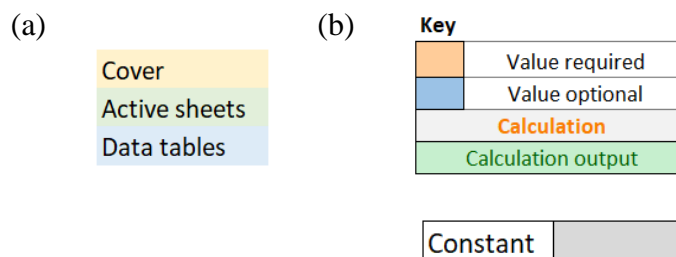 (a)
Cover
Active sheets
Data tables
(b)
Key
Value required
Value optional
Calculation
Calculation output
Constant